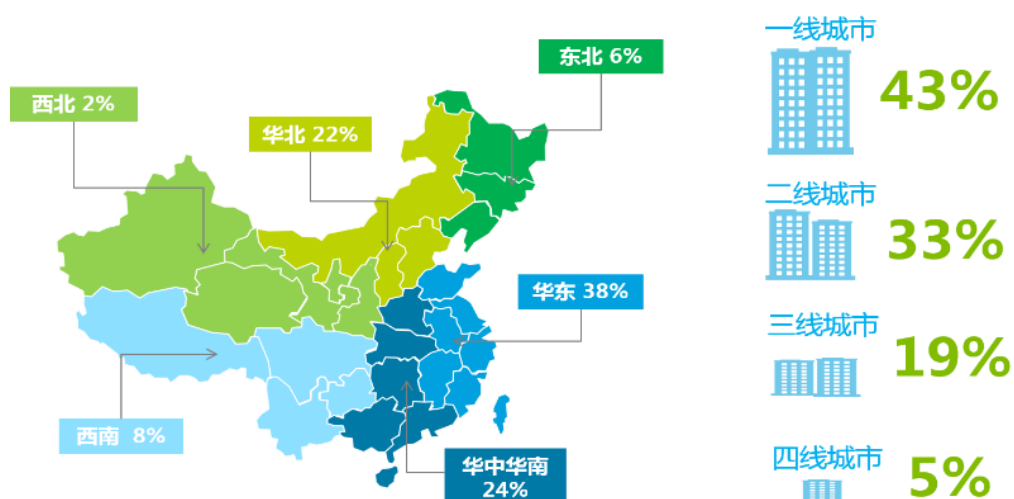 东北 6%
西北 2%
华北 22%
华东 38%
西南 8%
华中华南
24%
一线城市
43%
二线城市
33%
三线城市
19%
四线城市
5%